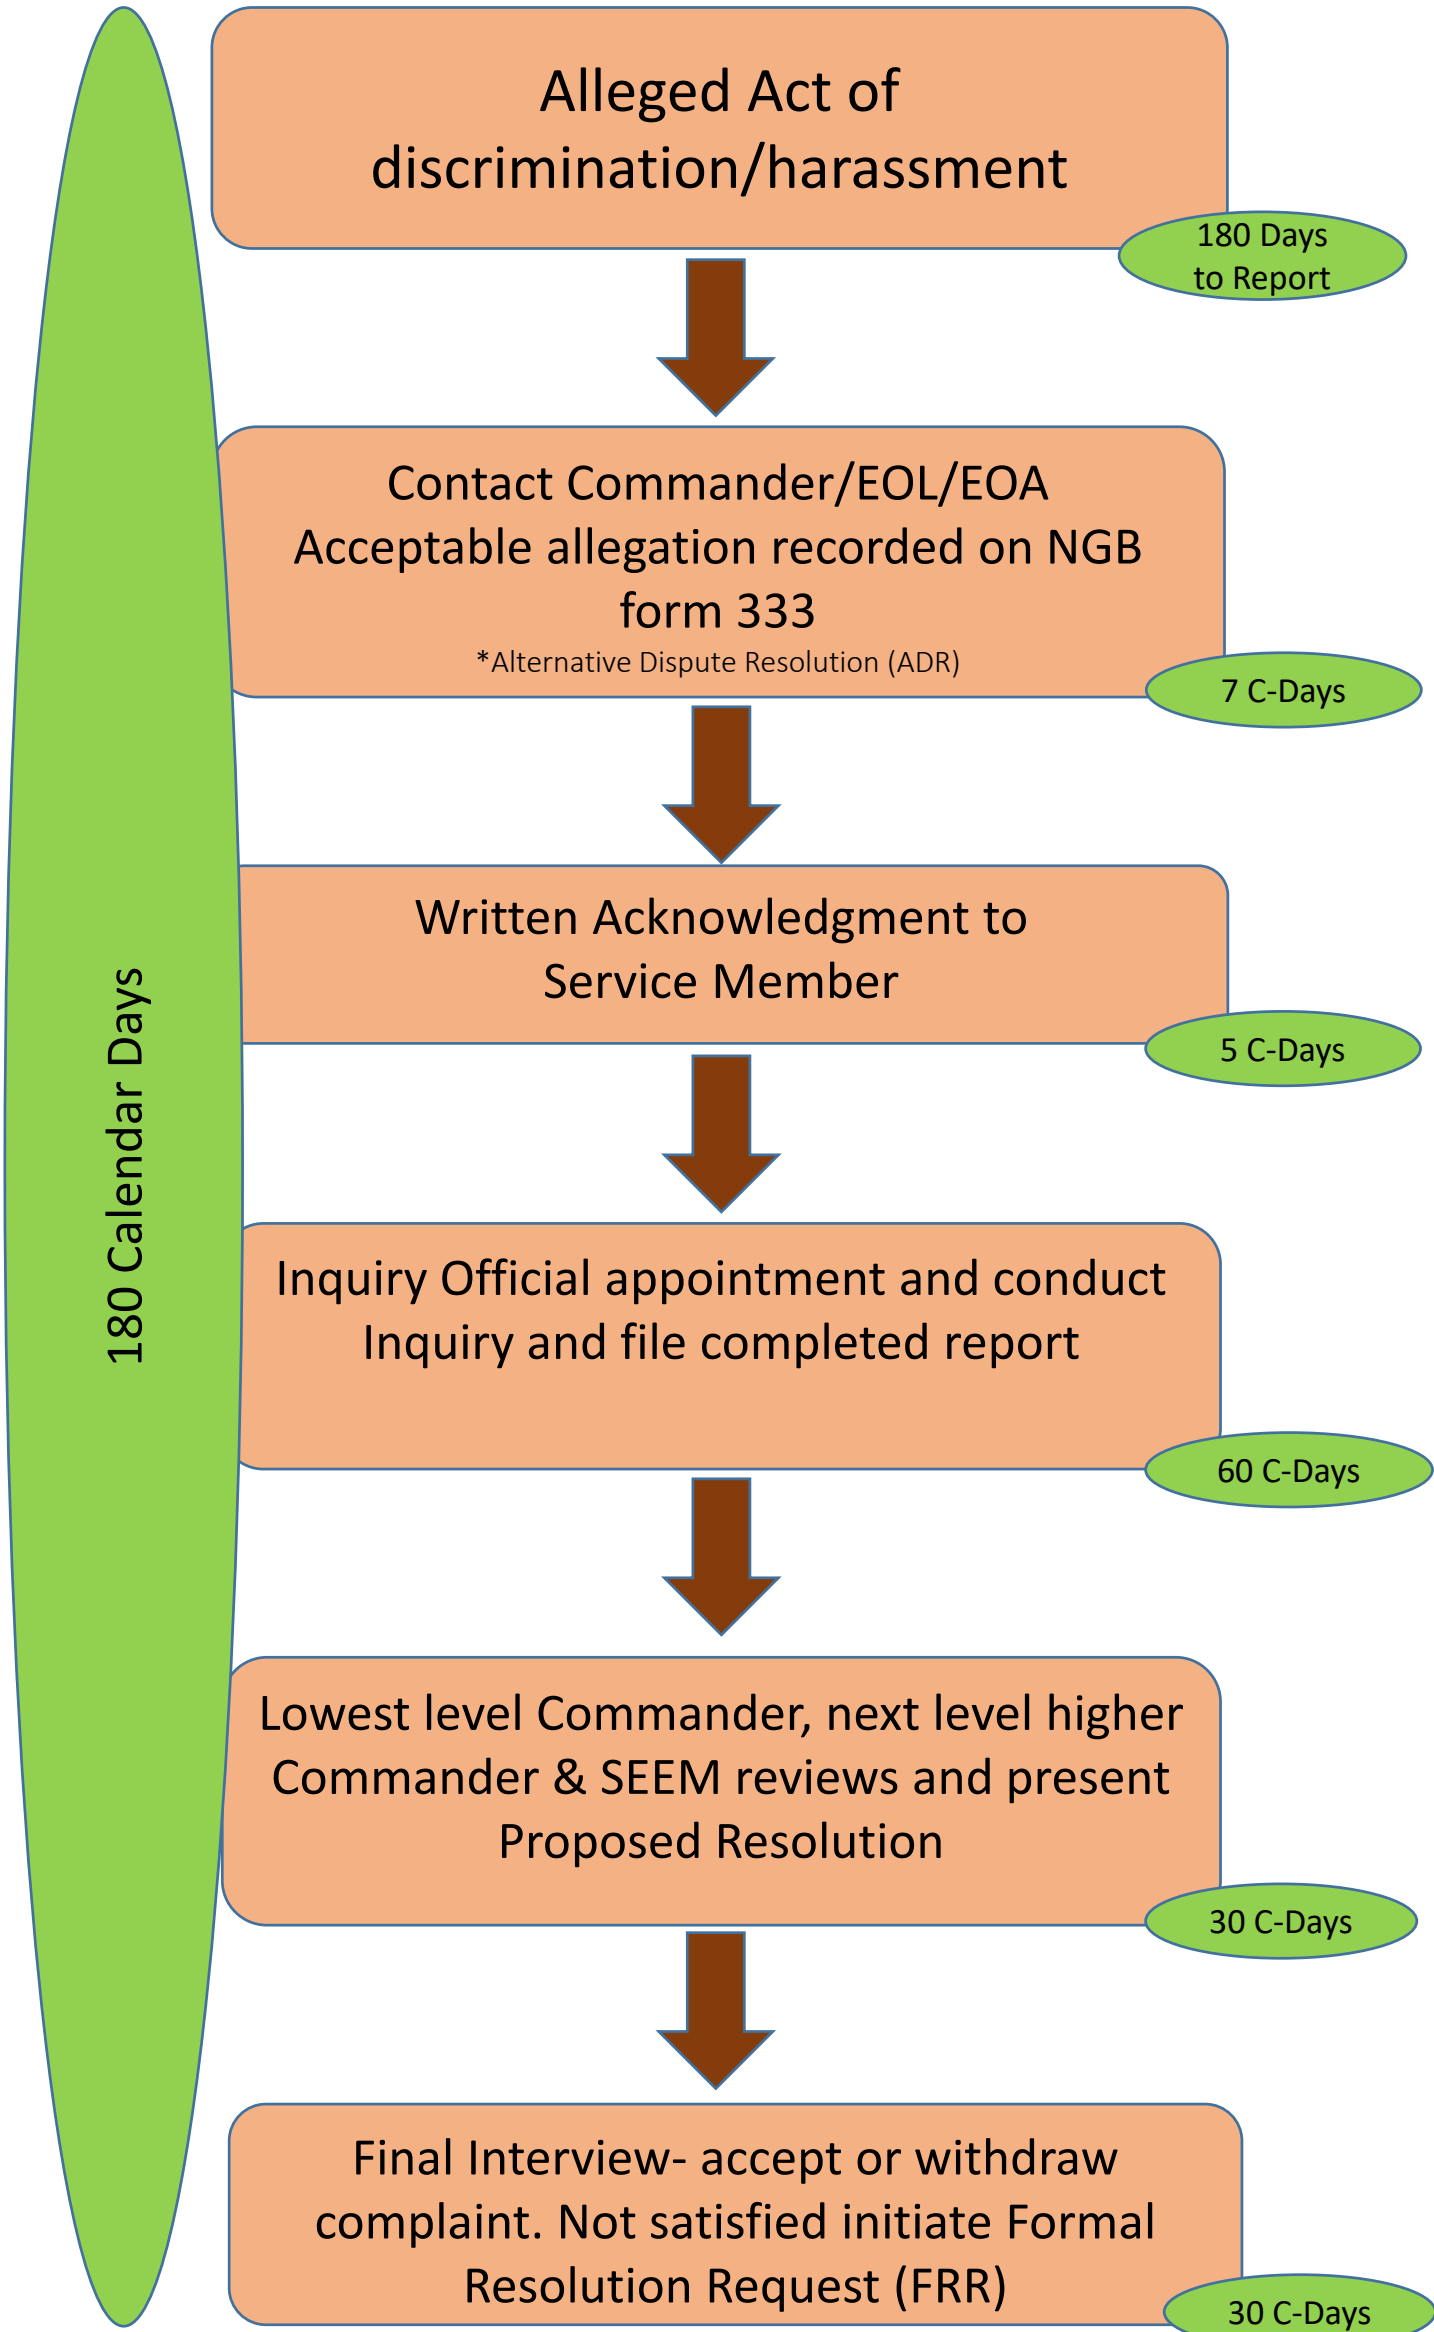 Alleged Act of
discrimination/harassment
180 Days
to Report
Contact Commander/EOL/EOA
Acceptable allegation recorded on NGB
form 333
*Alternative Dispute Resolution (ADR)
7 C-Days
Written Acknowledgment to
Service Member
5 C-Days
180 Calendar Days
Inquiry Official appointment and conduct
Inquiry and file completed report
60 C-Days
Lowest level Commander, next level higher
Commander & SEEM reviews and present
Proposed Resolution
30 C-Days
Final Interview- accept or withdraw
complaint. Not satisfied initiate Formal
Resolution Request (FRR)
30 C-Days